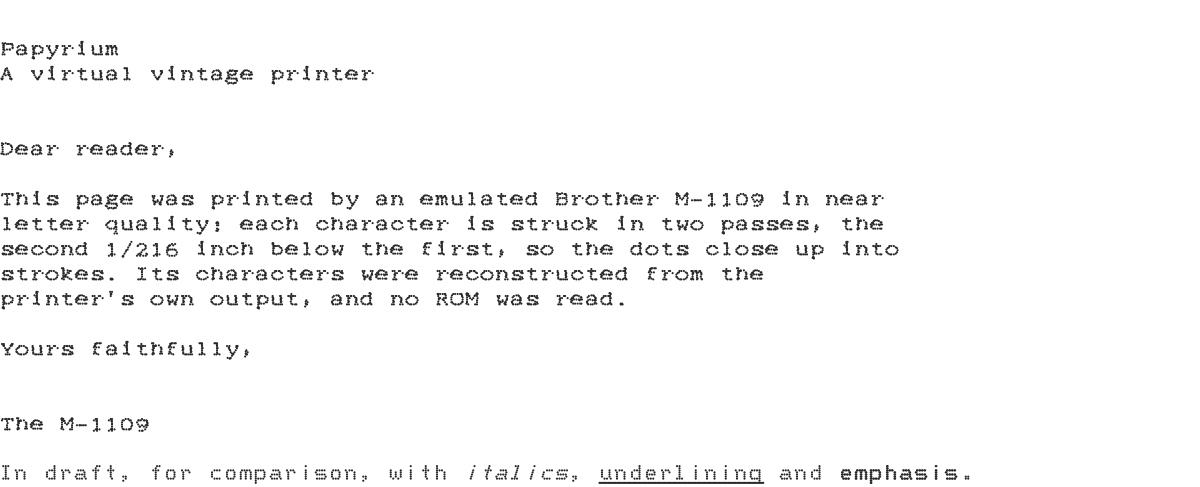 Papyrium
A virtual vintage printer
Dear reader,
This page was printed by an emulated Brother M-1109 in near
letter quality; each character is struck in two passes, the
second 1/216 inch below the first, so the dots close up into
strokes. Its characters were reconstructed from the
printer's own output, and no ROM was read.
Yours faithfully,
The M-1109
In draft, for comparison, with italics, underlining and emphasis.